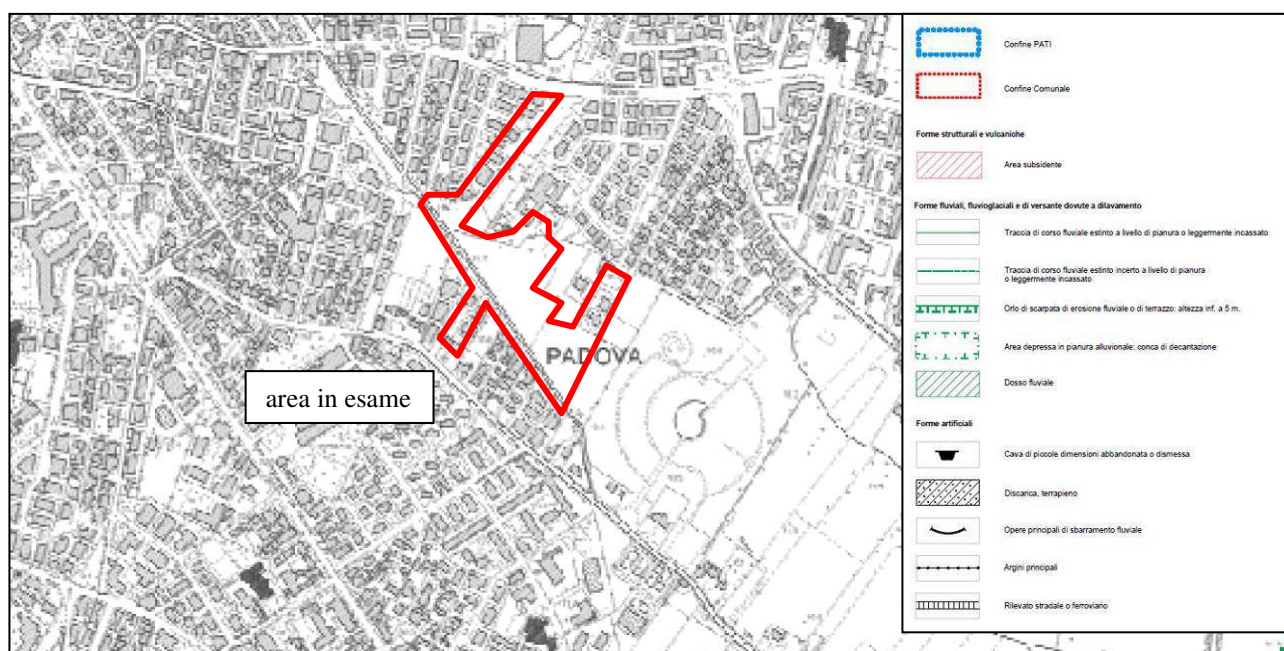 PADOVA
area in esame
Confine PATI
Confine Comunale
Forme strutturali e vulcaniche
Area subsidente
Forme fluviali, fluvioglaciali e di versante dovute a dilavamento
Traccia di corso fluviale estinto a livello di pianura o leggermente incassato
Traccia di corso fluviale estinto incerto a livello di pianura
o leggermente incassato
Orlo di scarpata di erosione fluviale o di terrazzo: altezza inf. a 5 m.
Area depressa in pianura alluvionale; conca di decantazione
Dosso fluviale
Forme artificiali
Cava di piccole dimensioni abbandonata o dismessa
Discarica, terrapieno
Opere principali di sbarramento fluviale
Argini principali
Rilevato stradale o ferroviario